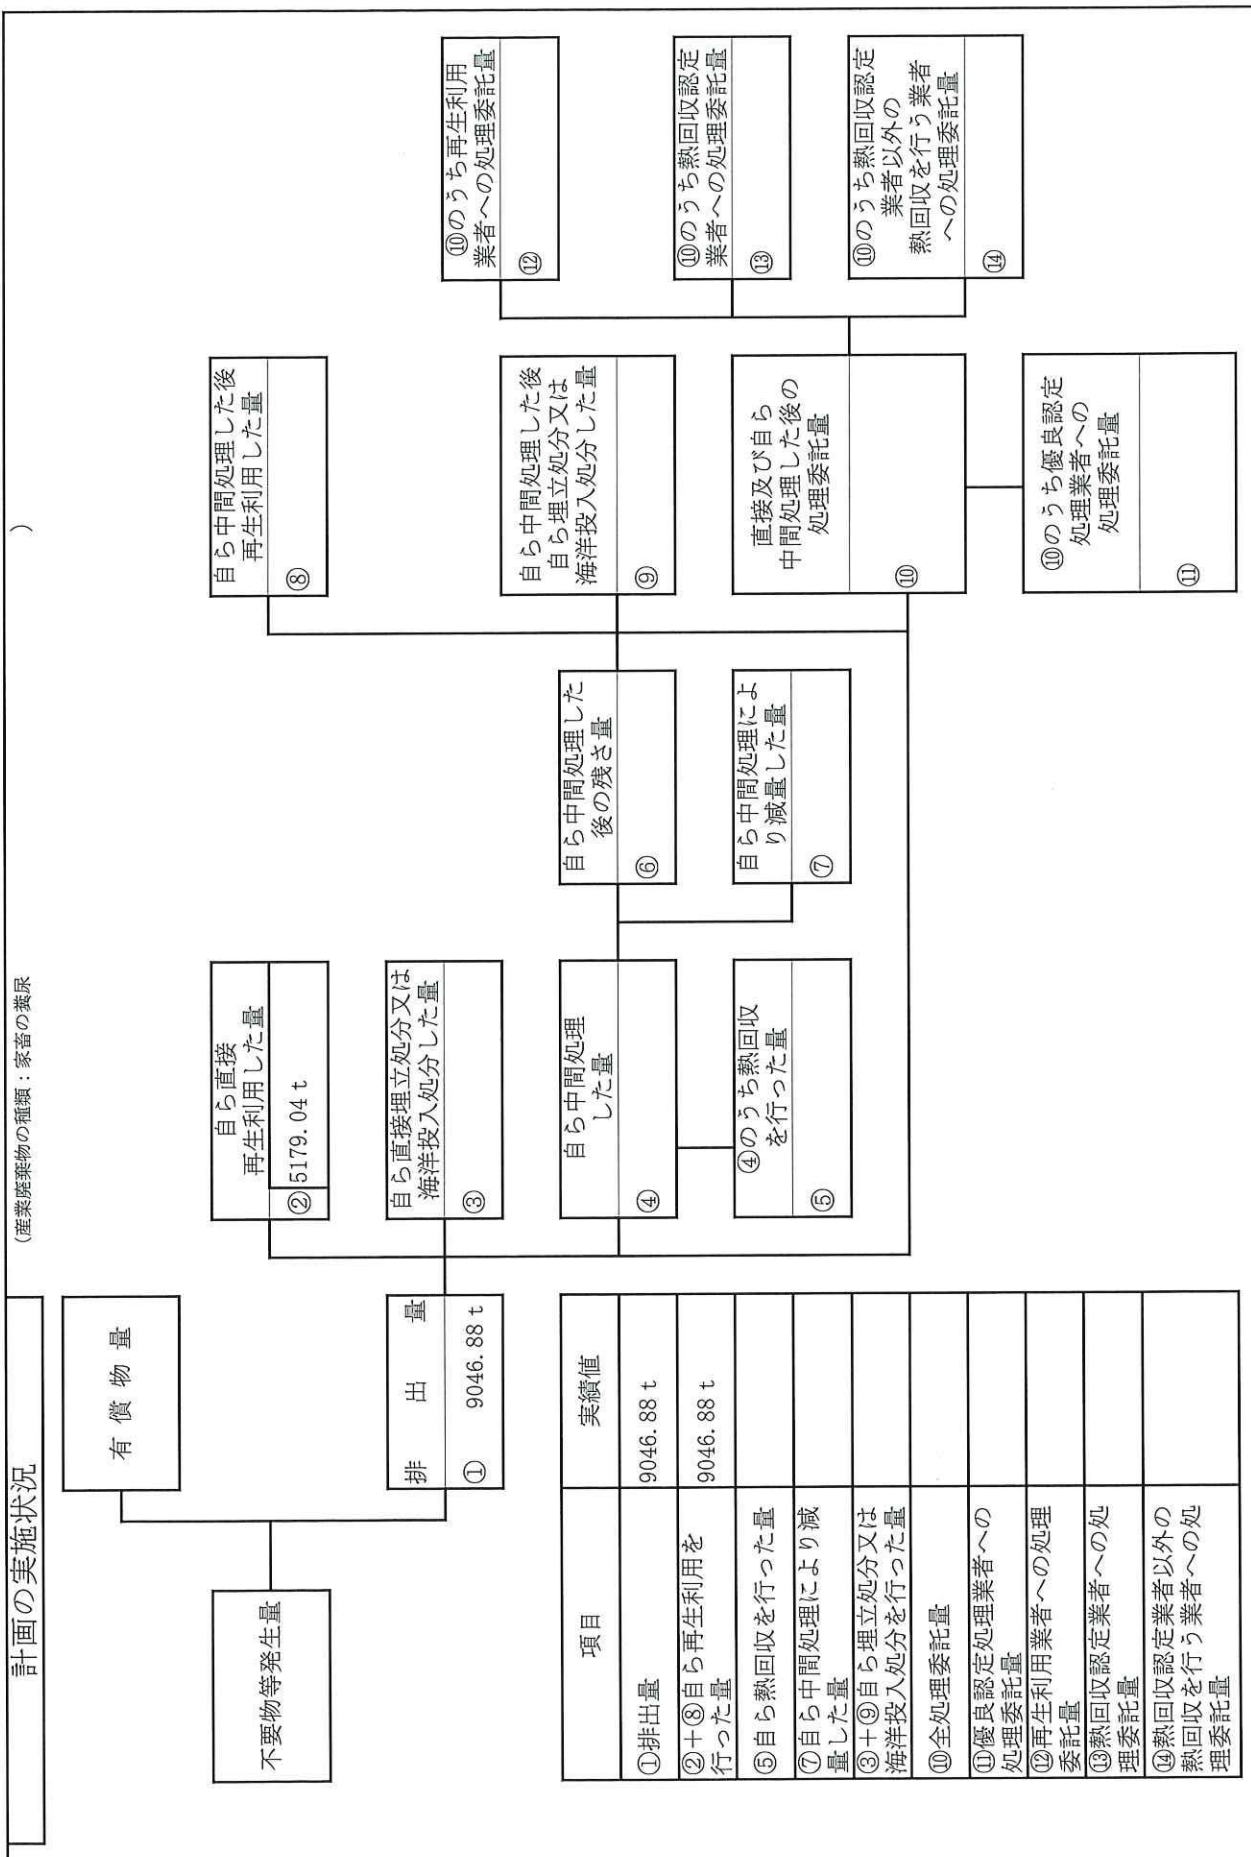 計画の実施状況
(産業廃棄物の種類：家畜の糞尿
)
不要物等発生量
有償物量
排出量
① 9046.88 t
自ら直接
再生利用した量
② 5179.04 t
自ら直接埋立処分又は
海洋投入処分した量
③
自ら中間処理
した量
④
④のうち熱回収
を行った量
⑤
自ら中間処理した
後の残さ量
⑥
自ら中間処理によ
り減量した量
⑦
自ら中間処理した後
再生利用した量
⑧
自ら中間処理した後
自ら埋立処分又は
海洋投入処分した量
⑨
直接及び自ら
中間処理した後の
処理委託量
⑩
⑩のうち優良認定
処理業者への
処理委託量
⑪
⑩のうち再生利用
業者への処理委託量
⑫
⑩のうち熱回収認定
業者への処理委託量
⑬
⑩のうち熱回収認定
業者以外の
熱回収を行う業者
への処理委託量
⑭
項目 実績値
①排出量 9046.88 t
②+⑧自ら再生利用を
行った量 9046.88 t
⑤自ら熱回収を行った量
⑦自ら中間処理により減
量した量
③+⑨自ら埋立処分又は
海洋投入処分を行った量
⑩全処理委託量
⑪優良認定処理業者への
処理委託量
⑫再生利用業者への処理
委託量
⑬熱回収認定業者への処
理委託量
⑭熱回収認定業者以外の
熱回収を行う業者への処
理委託量